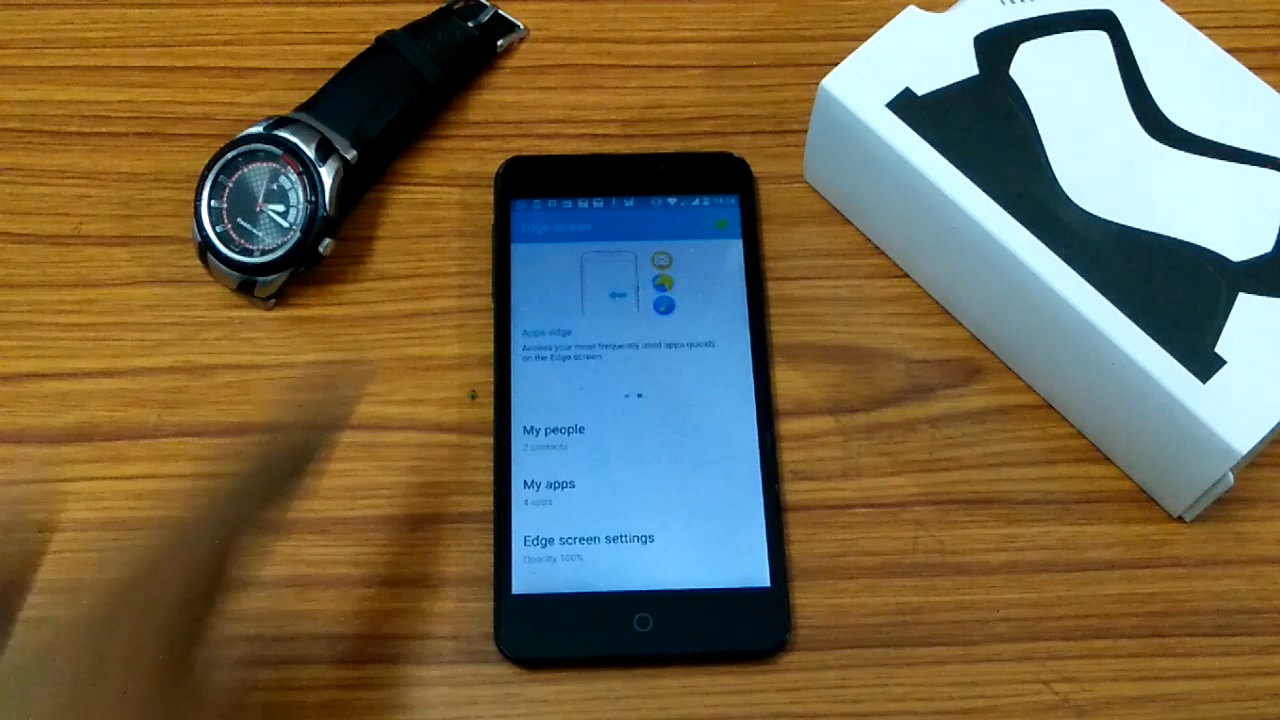 Edge screen
Apps edge
Access your most frequently used apps quickly
on the Edge screen
My people
2 contacts
My apps
4 apps
Edge screen settings
Opacity 100%